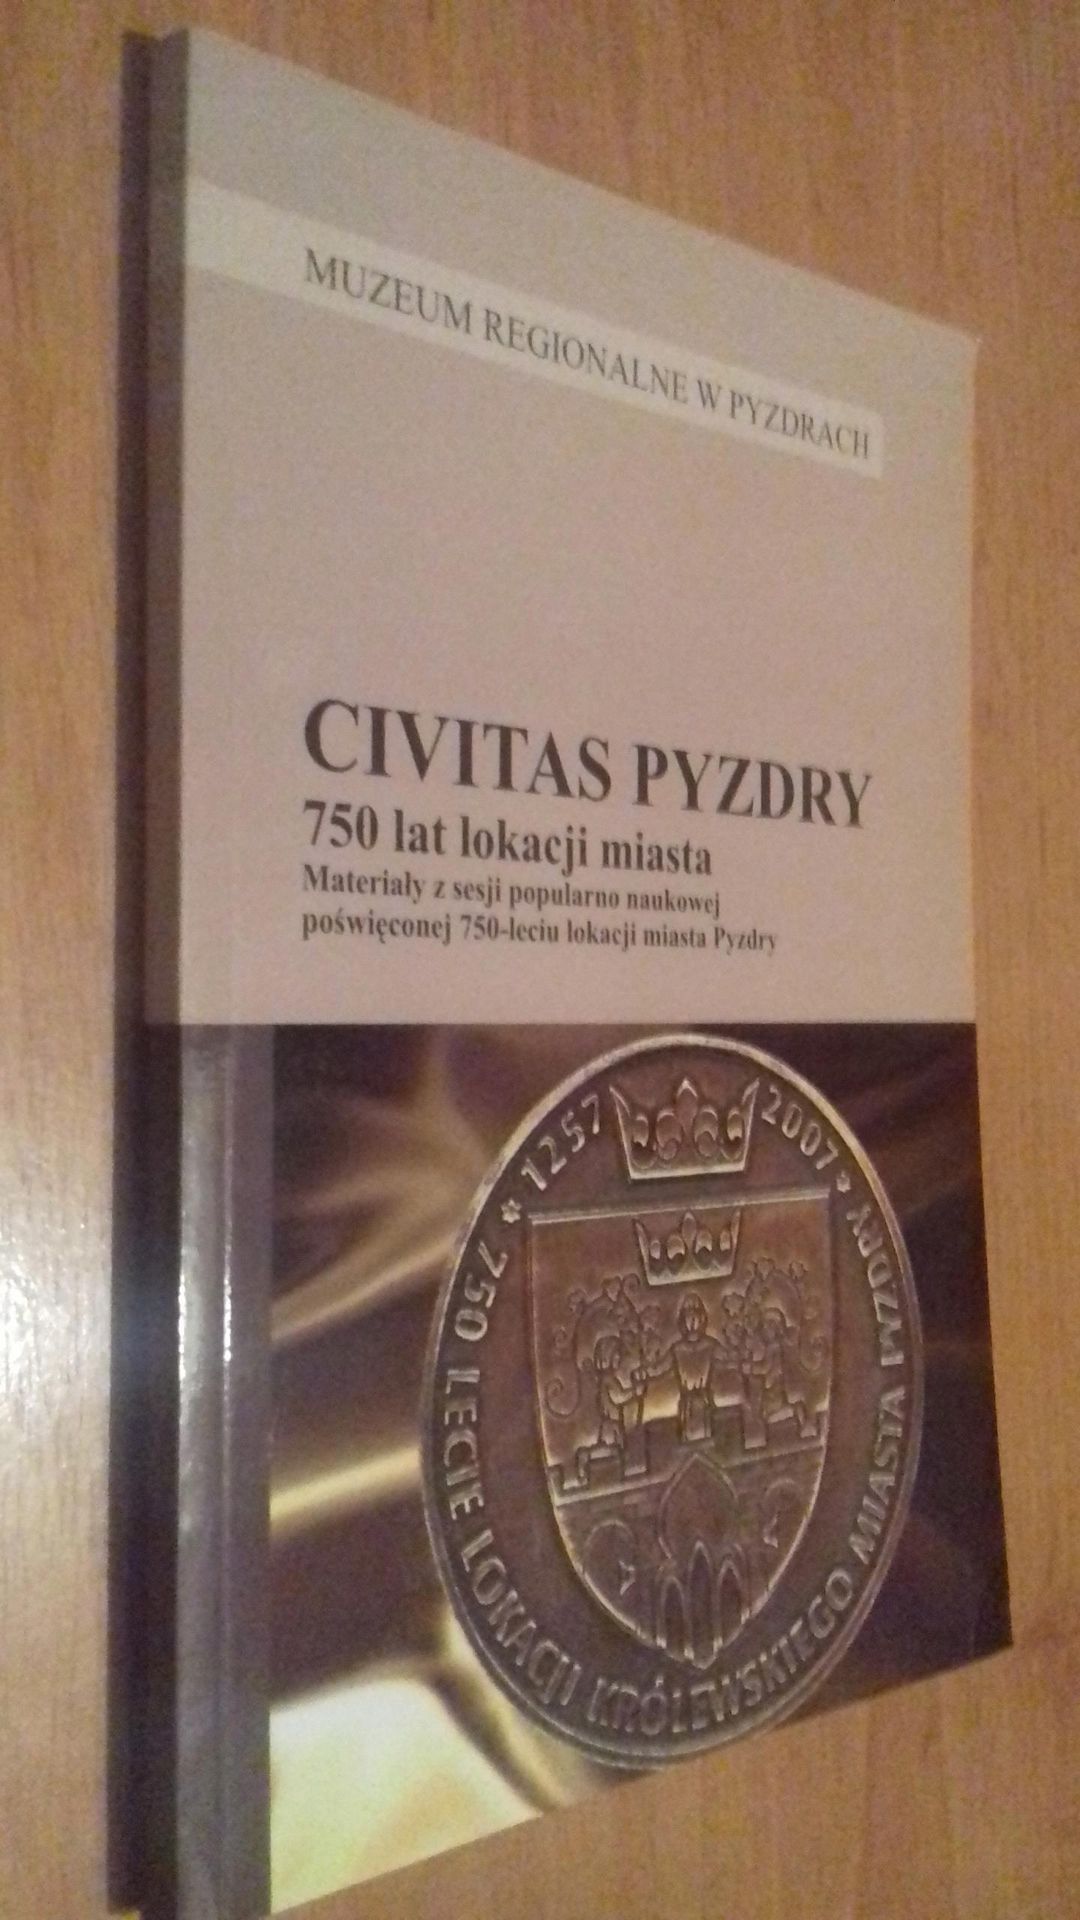 MUZEUM REGIONALNE W PYZDRACH
CIVITAS PYZDRY
750 lat lokacji miasta
Materiały z sesji popularno naukowej
poświęconej 750-leciu lokacji miasta Pyzdry
* 1257 2007 *
750 LECIE LOKACJI KRÓLEWSKIEGO MIASTA PYZDRY